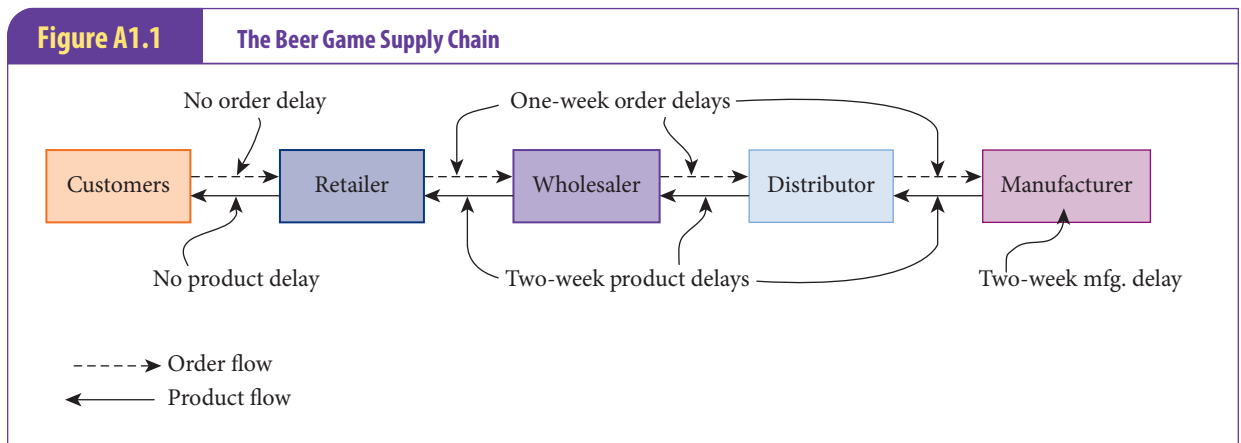 Figure A1.1
The Beer Game Supply Chain
No order delay
One-week order delays
Customers
Retailer
Wholesaler
Distributor
Manufacturer
No product delay
Two-week product delays
Two-week mfg. delay
Order flow
Product flow